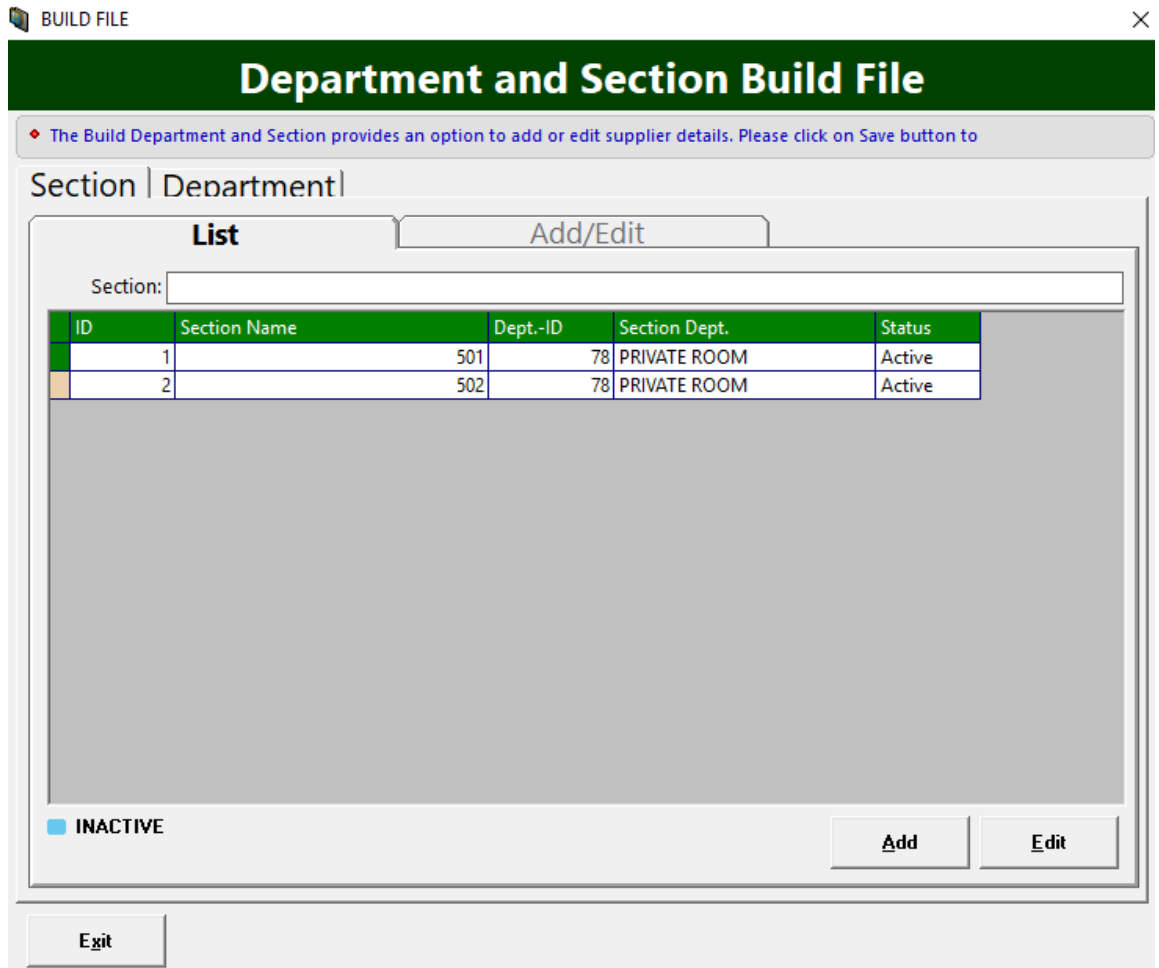 BUILD FILE
Department and Section Build File
The Build Department and Section provides an option to add or edit supplier details. Please click on Save button to
Section Department
List Add/Edit
Section:
ID Section Name Dept.-ID Section Dept. Status
1 501 78 PRIVATE ROOM Active
2 502 78 PRIVATE ROOM Active
INACTIVE
Add Edit
Exit